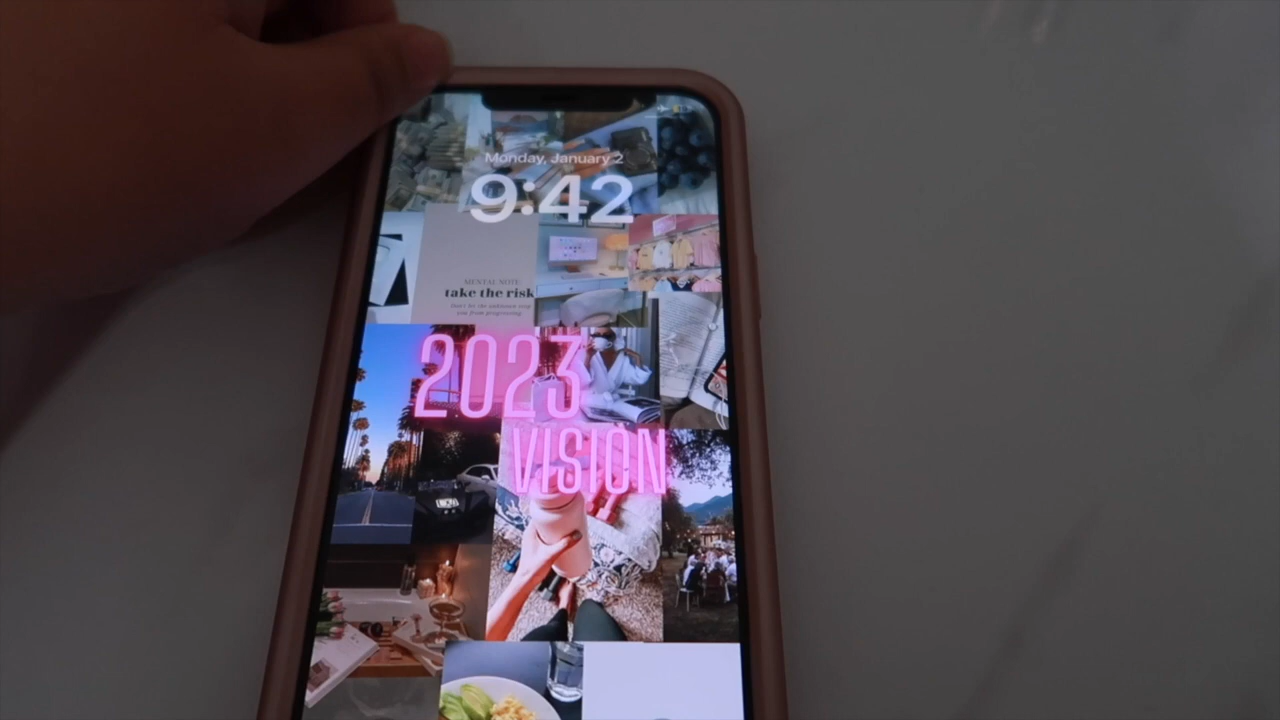 Monday, January 2
9:42
MENTAL NOTE:
take the risk
2023
VISION